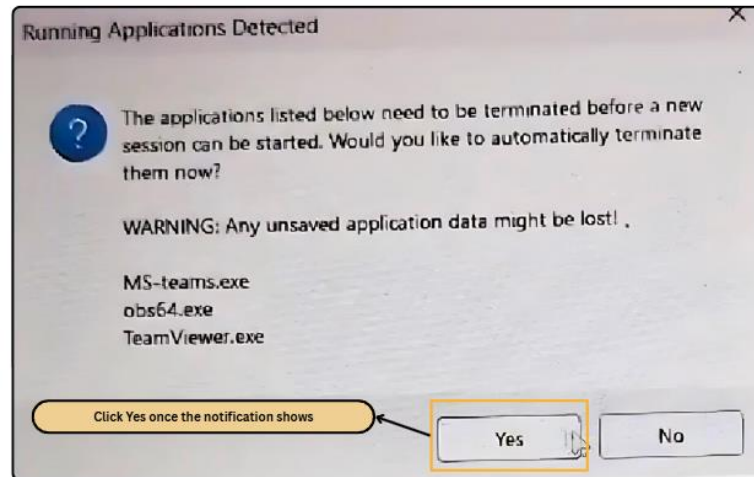 Running Applications Detected
The applications listed below need to be terminated before a new
session can be started. Would you like to automatically terminate
them now?
WARNING: Any unsaved application data might be lost! .
MS-teams.exe
obs64.exe
TeamViewer.exe
Click Yes once the notification shows
Yes
No